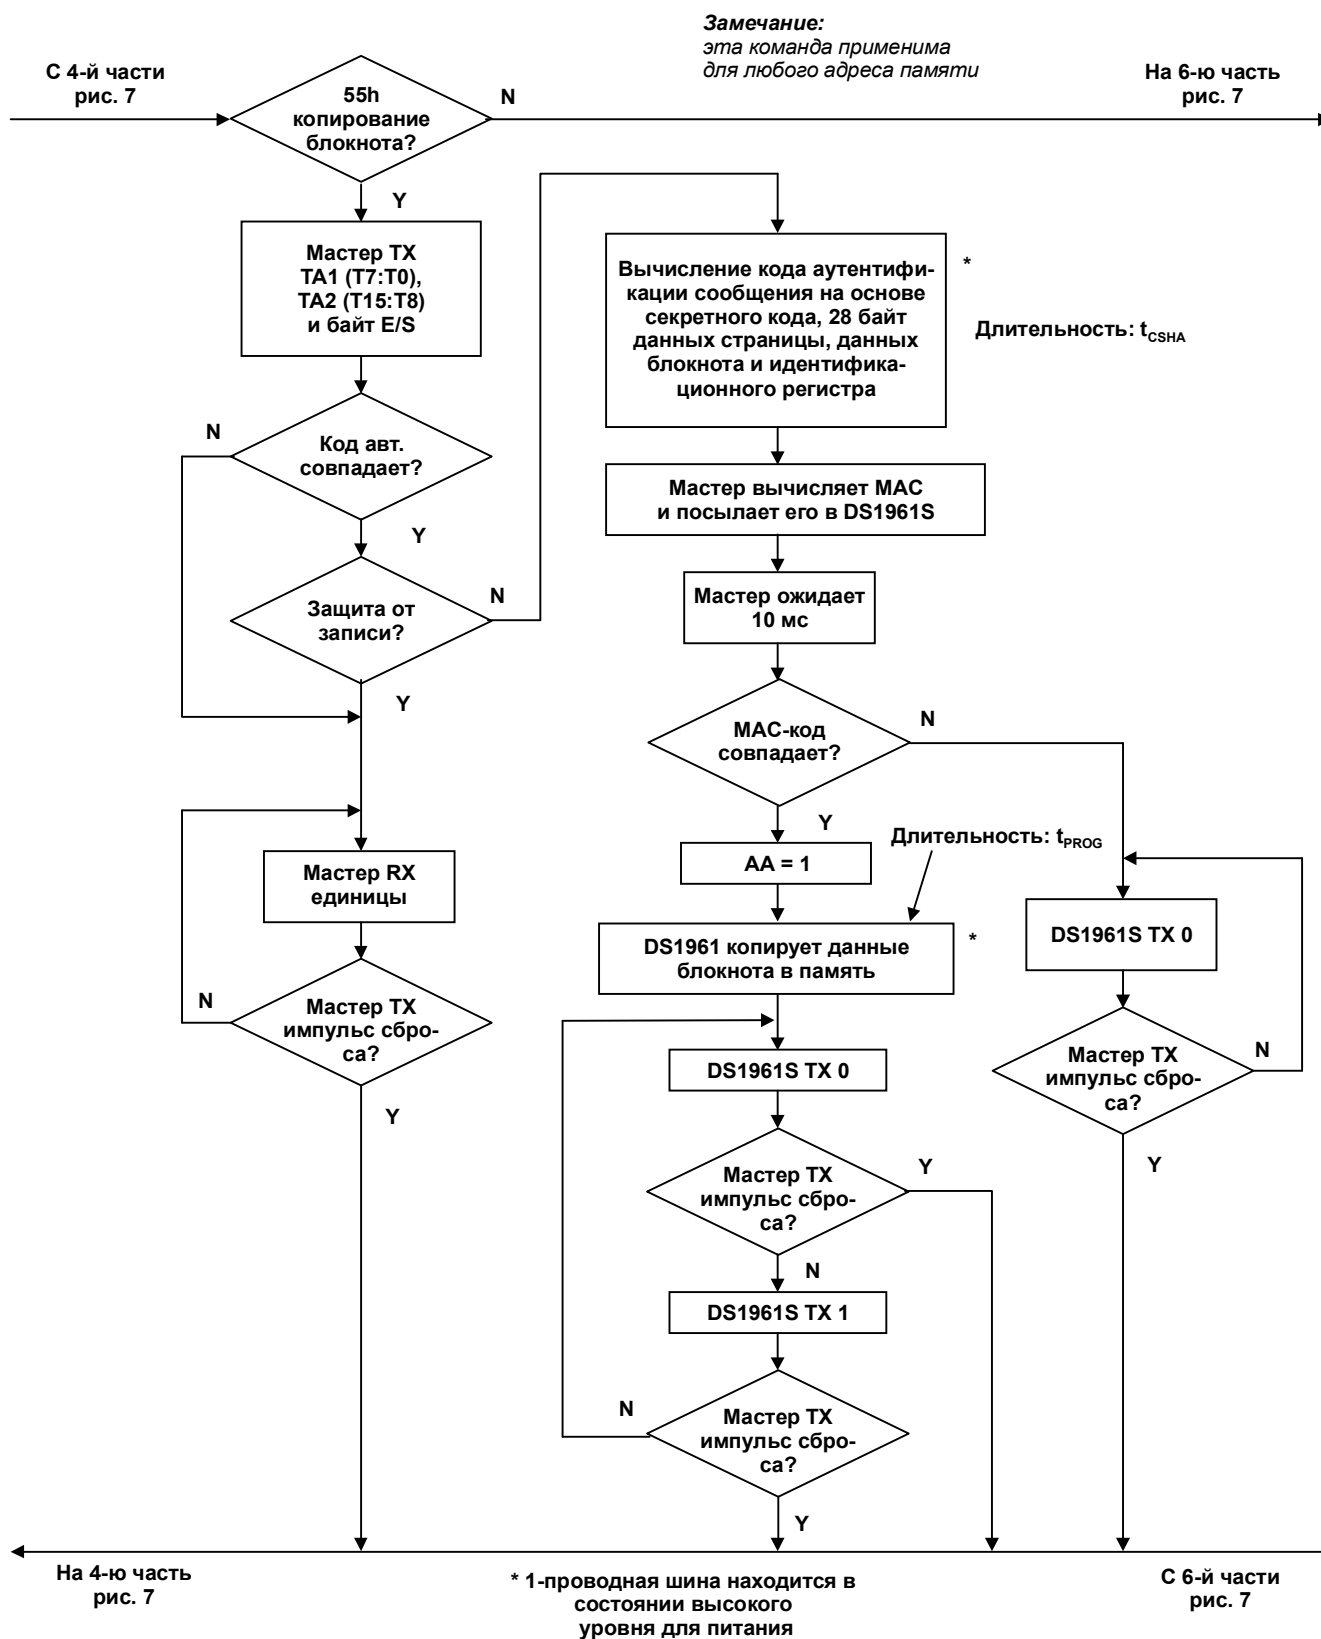 Замечание:
эта команда применима
для любого адреса памяти
С 4-й части
рис. 7
На 6-ю часть
рис. 7
55h
копирование
блокнота?
N
Y
Мастер TX
TA1 (T7:T0),
TA2 (T15:T8)
и байт E/S
Код авт.
совпадает?
N
Y
Защита от
записи?
N
Y
Мастер RX
единицы
Мастер TX
импульс сбро-
са?
N
Y
Вычисление кода аутентифи-
кации сообщения на основе
секретного кода, 28 байт
данных страницы, данных
блокнота и идентифика-
ционного регистра
*
Длительность: tCSHA
Мастер вычисляет MAC
и посылает его в DS1961S
Мастер ожидает
10 мс
MAC-код
совпадает?
N
Y
AA = 1
Длительность: tPROG
DS1961 копирует данные
блокнота в память
*
DS1961S TX 0
Мастер TX
импульс сбро-
са?
Y
N
DS1961S TX 1
Мастер TX
импульс сбро-
са?
N
Y
DS1961S TX 0
Мастер TX
импульс сбро-
са?
N
Y
На 4-ю часть
рис. 7
* 1-проводная шина находится в
состоянии высокого
уровня для питания
С 6-й части
рис. 7